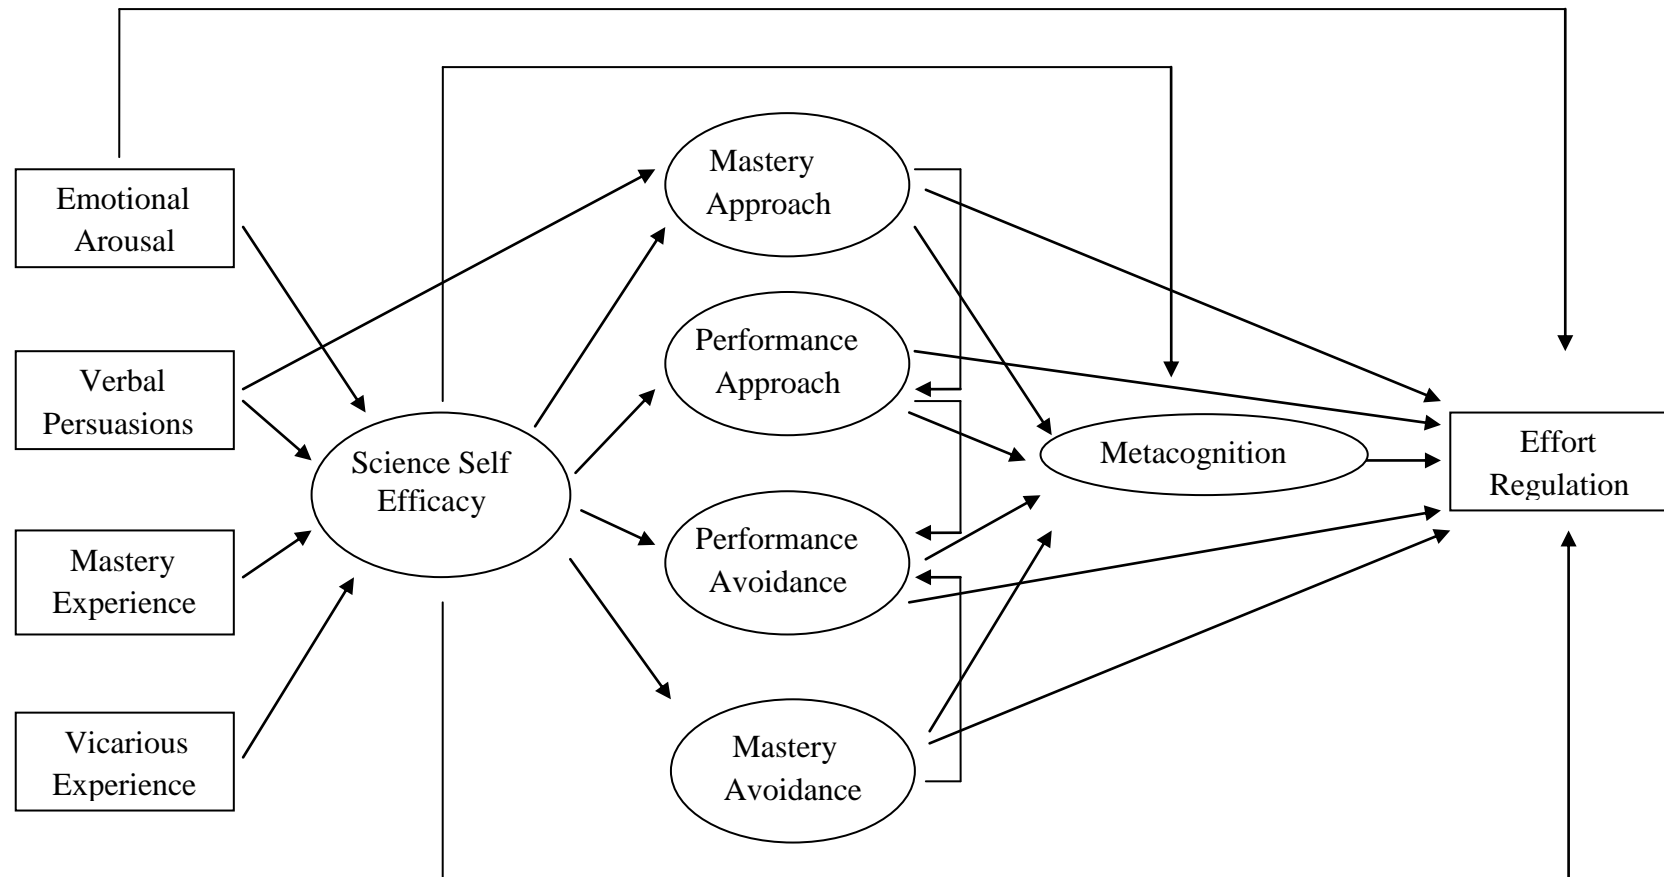 Emotional
Arousal
Verbal
Persuasions
Mastery
Experience
Vicarious
Experience
Science Self
Efficacy
Mastery
Approach
Performance
Approach
Performance
Avoidance
Mastery
Avoidance
Metacognition
Effort
Regulation